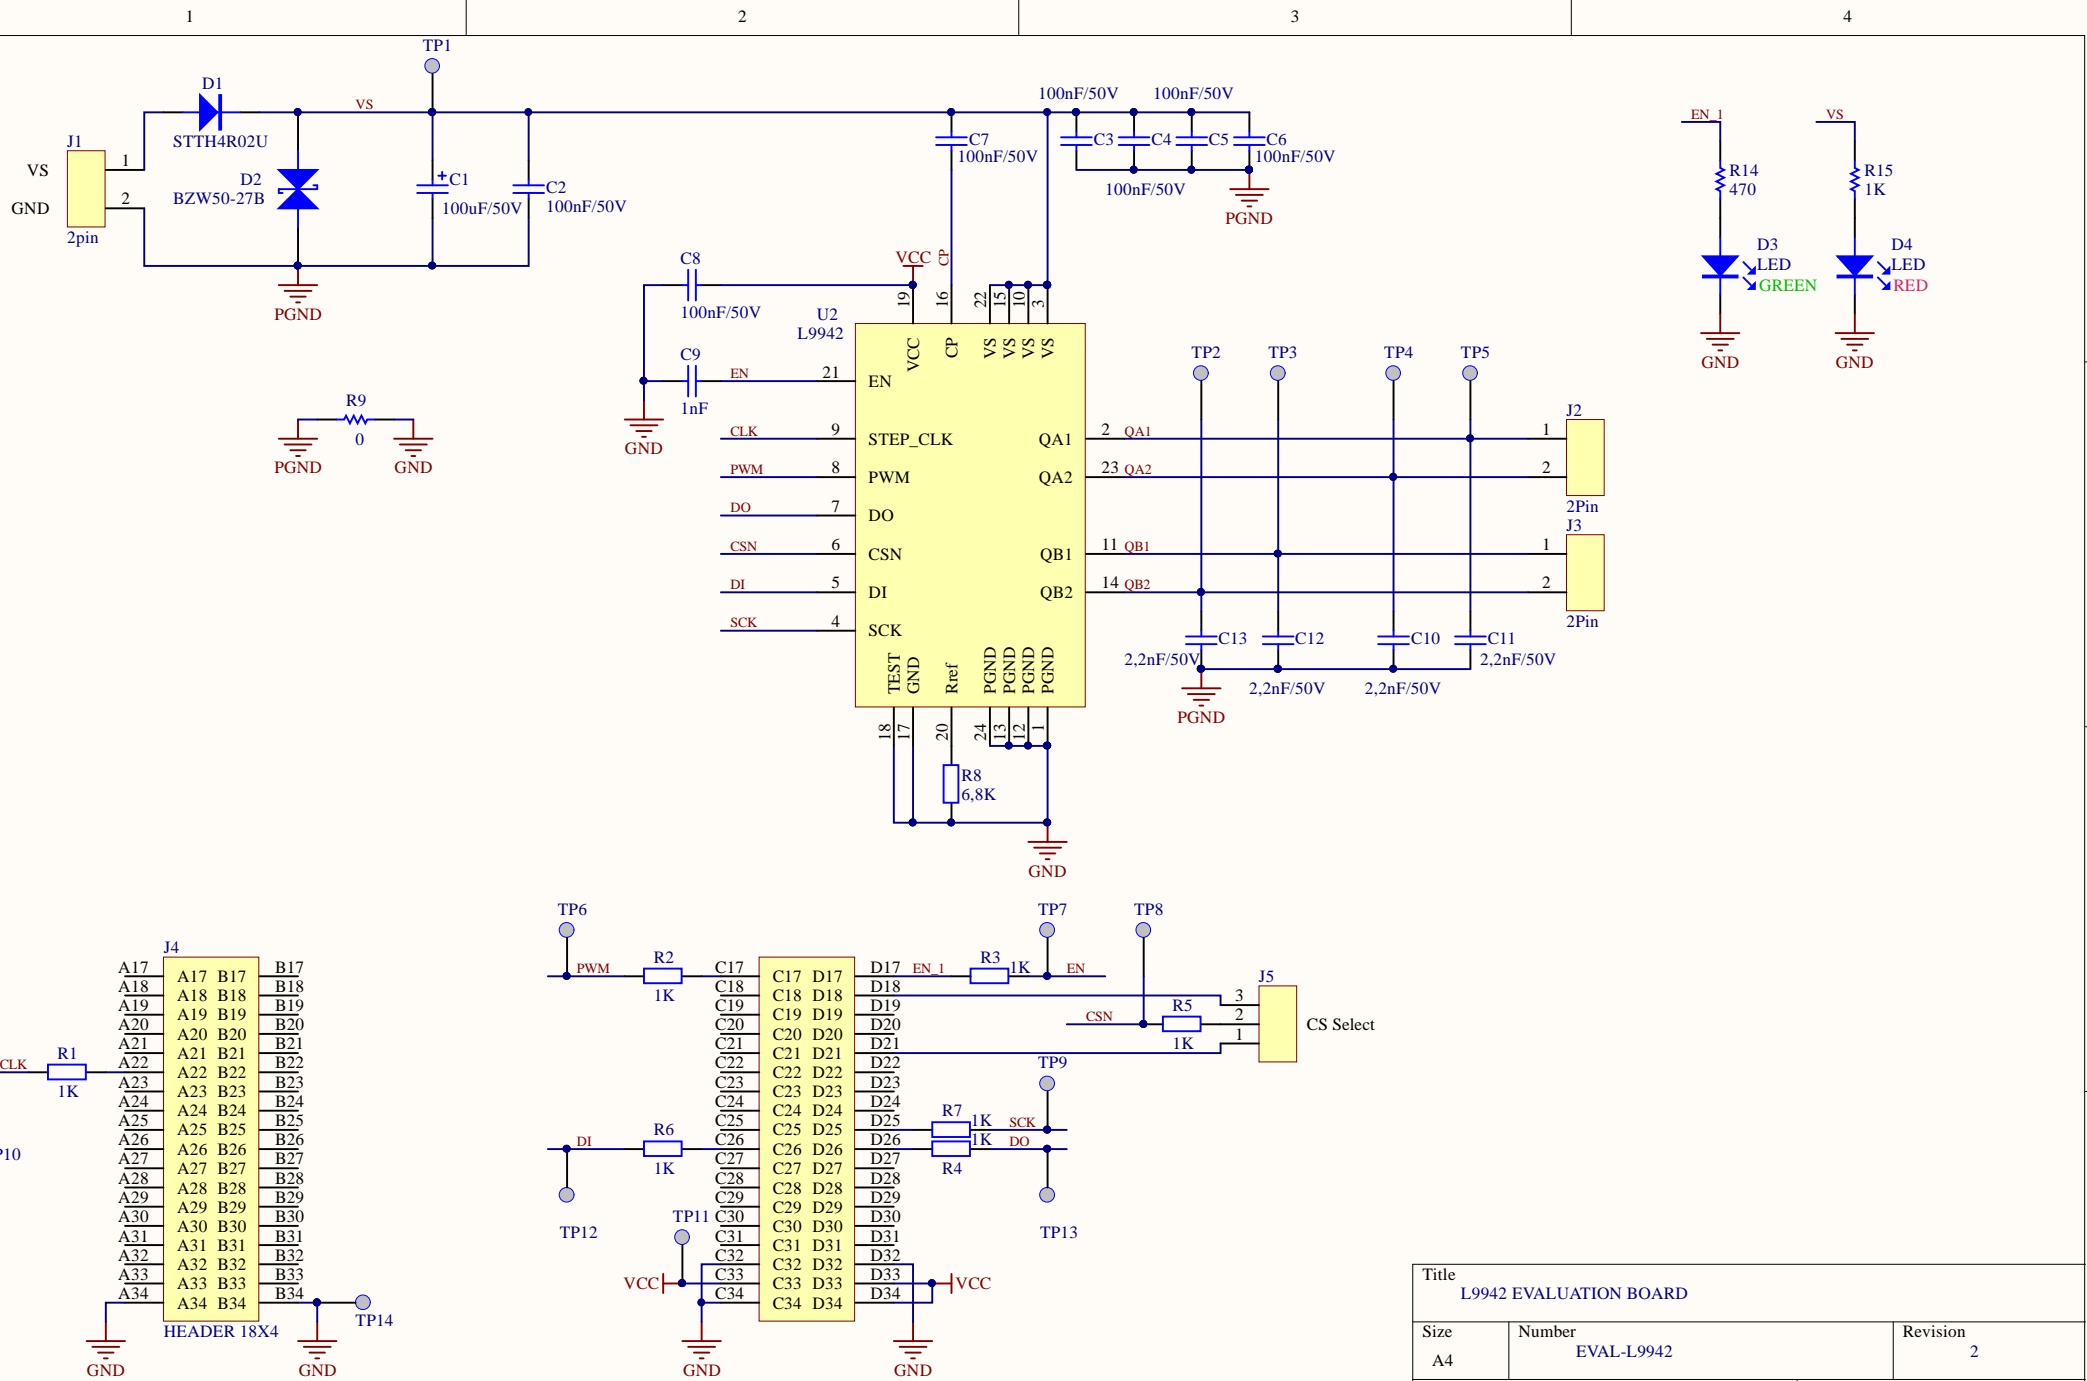 1 2 3 4
TP1
D1
STTH4R02U
VS
J1
VS
GND
1
2
2pin
D2
BZW50-27B
C1
100uF/50V
C2
100nF/50V
PGND
C7
100nF/50V
100nF/50V 100nF/50V
C3 C4 C5 C6
100nF/50V
100nF/50V
PGND
EN_1
R14
470
D3
LED
GREEN
GND
VS
R15
1K
D4
LED
RED
GND
R9
0
PGND
GND
C8
100nF/50V
C9
1nF
GND
VCC
CP
U2
L9942
19 16 22 15 10 3
VCC CP VS VS VS VS
EN 21 EN
CLK 9 STEP_CLK
PWM 8 PWM
DO 7 DO
CSN 6 CSN
DI 5 DI
SCK 4 SCK
QA1 2 QA1
QA2 23 QA2
QB1 11 QB1
QB2 14 QB2
TEST GND Rref PGND PGND PGND PGND
18 17 20 24 13 12 1
R8
6,8K
GND
TP2 TP3 TP4 TP5
J2
1
2
2Pin
J3
1
2
2Pin
C13 C12 C10 C11
2,2nF/50V 2,2nF/50V
2,2nF/50V 2,2nF/50V
PGND
CLK
R1
1K
P10
J4
A17 A17 B17 B17
A18 A18 B18 B18
A19 A19 B19 B19
A20 A20 B20 B20
A21 A21 B21 B21
A22 A22 B22 B22
A23 A23 B23 B23
A24 A24 B24 B24
A25 A25 B25 B25
A26 A26 B26 B26
A27 A27 B27 B27
A28 A28 B28 B28
A29 A29 B29 B29
A30 A30 B30 B30
A31 A31 B31 B31
A32 A32 B32 B32
A33 A33 B33 B33
A34 A34 B34 B34
HEADER 18X4
GND
GND
TP14
TP6
PWM
R2
1K
DI
R6
1K
TP12
TP11
VCC
GND
C17 C17 D17 D17
C18 C18 D18 D18
C19 C19 D19 D19
C20 C20 D20 D20
C21 C21 D21 D21
C22 C22 D22 D22
C23 C23 D23 D23
C24 C24 D24 D24
C25 C25 D25 D25
C26 C26 D26 D26
C27 C27 D27 D27
C28 C28 D28 D28
C29 C29 D29 D29
C30 C30 D30 D30
C31 C31 D31 D31
C32 C32 D32 D32
C33 C33 D33 D33
C34 C34 D34 D34
VCC
GND
EN_1
R3
1K
TP7
EN
TP8
CSN
R5
1K
J5
3
2
1
CS Select
TP9
R7
1K
SCK
1K
DO
R4
TP13
Title
L9942 EVALUATION BOARD
Size
A4
Number
EVAL-L9942
Revision
2